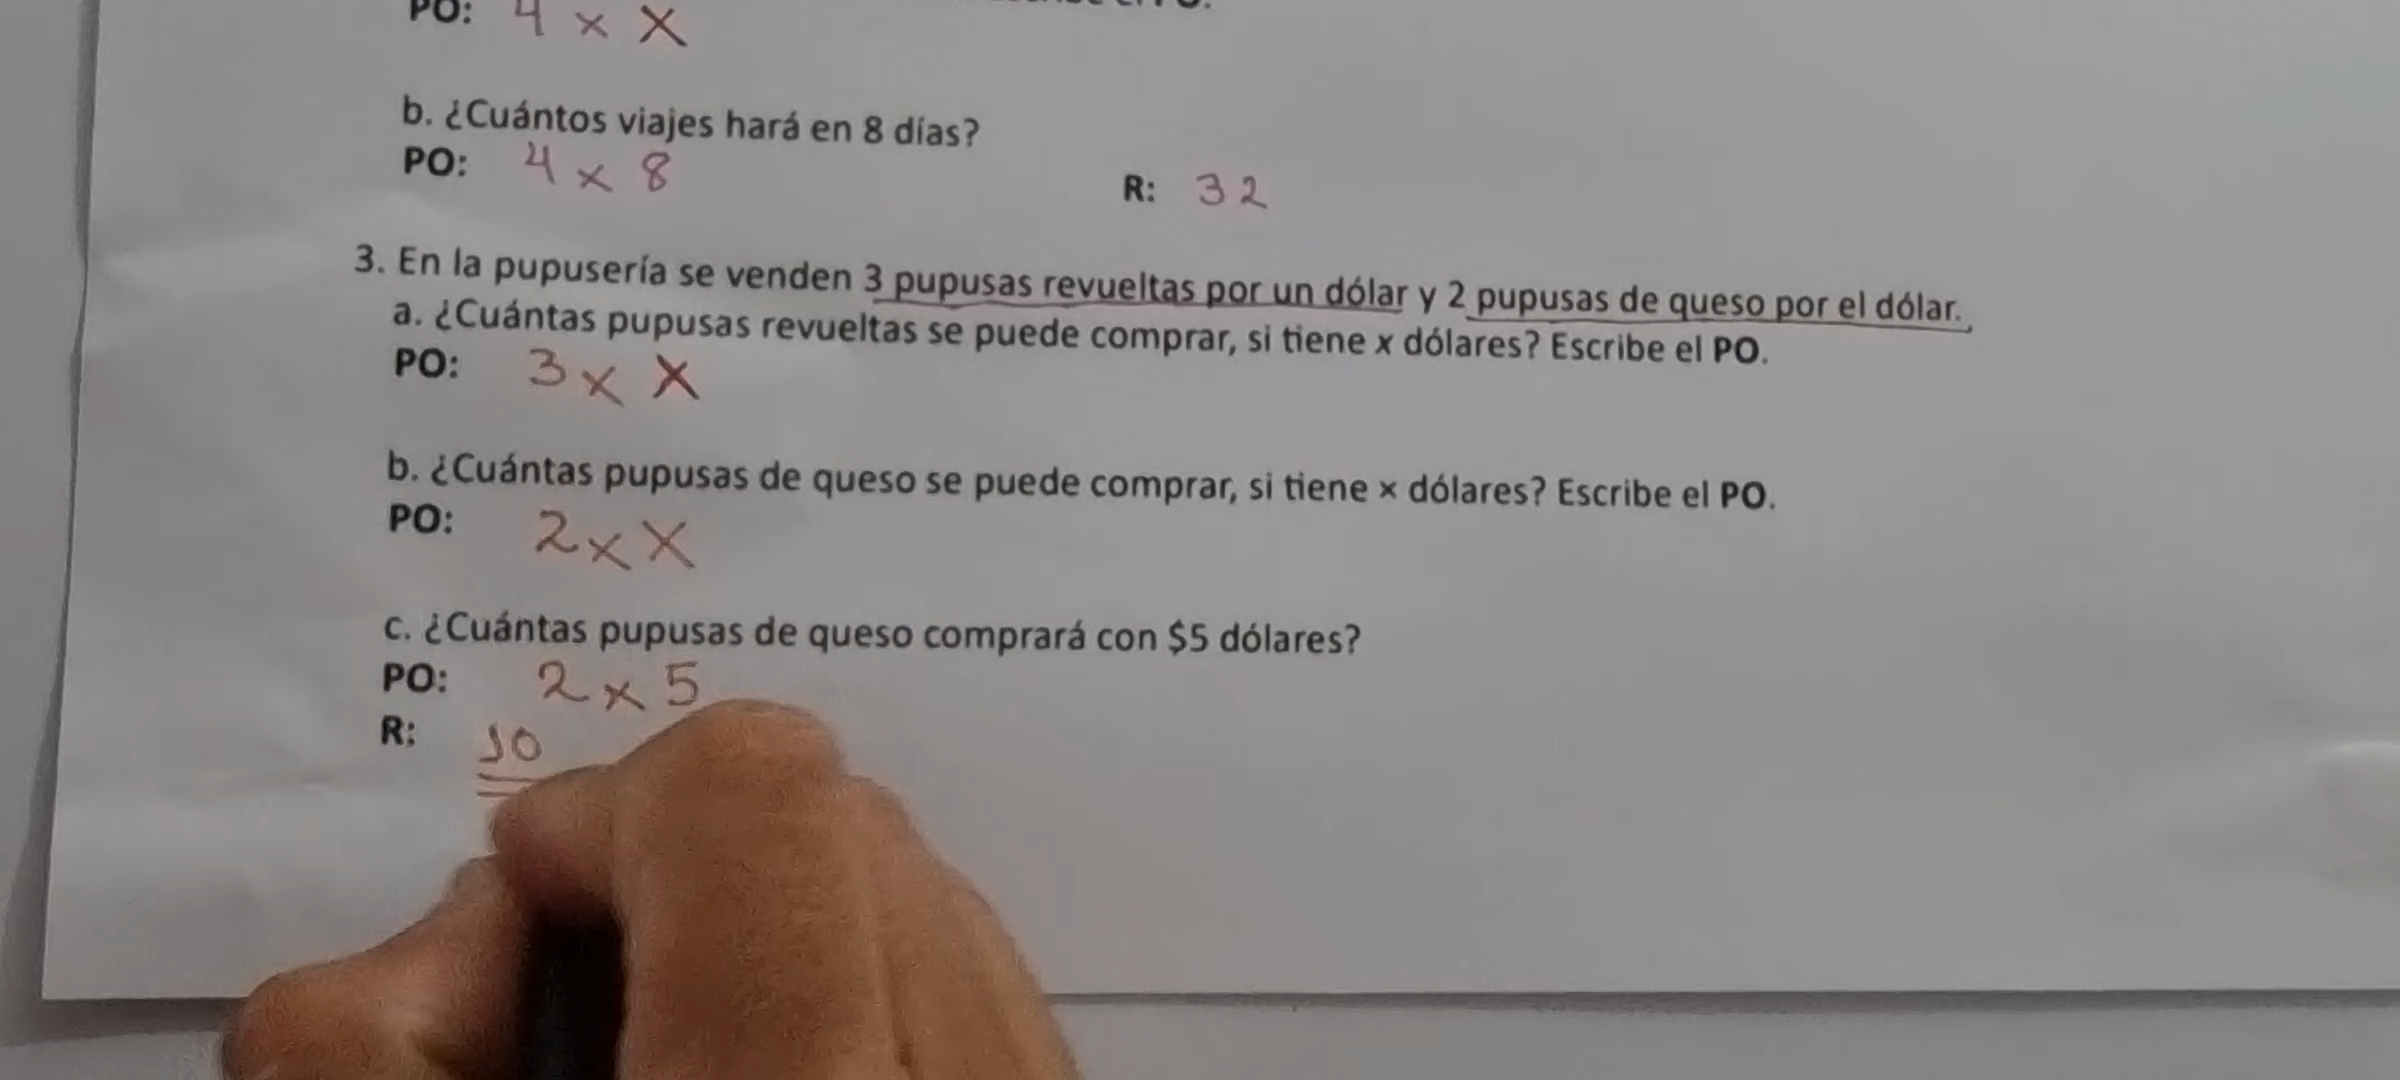 PO: 4 × x
b. ¿Cuántos viajes hará en 8 días?
PO: 4 × 8
R: 32
3. En la pupusería se venden 3 pupusas revueltas por un dólar y 2 pupusas de queso por el dólar.
a. ¿Cuántas pupusas revueltas se puede comprar, si tiene x dólares? Escribe el PO.
PO: 3 × x
b. ¿Cuántas pupusas de queso se puede comprar, si tiene × dólares? Escribe el PO.
PO: 2 × x
c. ¿Cuántas pupusas de queso comprará con $5 dólares?
PO: 2 × 5
R: 10